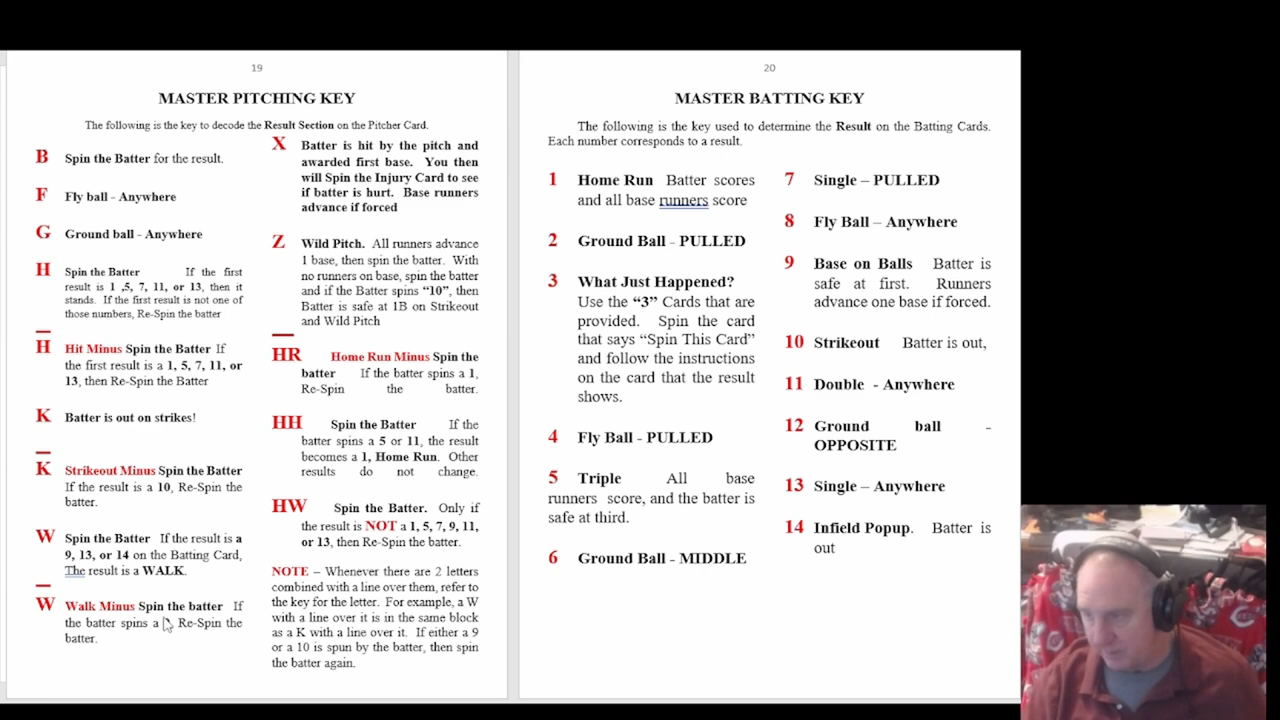 19
MASTER PITCHING KEY
The following is the key to decode the Result Section on the Pitcher Card.
B Spin the Batter for the result.
F Fly ball - Anywhere
G Ground ball - Anywhere
H Spin the Batter If the first
result is 1 ,5, 7, 11, or 13, then it
stands. If the first result is not one of
those numbers, Re-Spin the batter
H Hit Minus Spin the Batter If
the first result is a 1, 5, 7, 11, or
13, then Re-Spin the Batter
K Batter is out on strikes!
K Strikeout Minus Spin the Batter
If the result is a 10, Re-Spin the
batter.
W Spin the Batter If the result is a
9, 13, or 14 on the Batting Card,
The result is a WALK.
W Walk Minus Spin the batter If
the batter spins a Re-Spin the
batter.
X Batter is hit by the pitch and
awarded first base. You then
will Spin the Injury Card to see
if batter is hurt. Base runners
advance if forced
Z Wild Pitch. All runners advance
1 base, then spin the batter. With
no runners on base, spin the batter
and if the Batter spins “10”, then
Batter is safe at 1B on Strikeout
and Wild Pitch
HR Home Run Minus Spin the
batter If the batter spins a 1,
Re-Spin the batter.
HH Spin the Batter If the
batter spins a 5 or 11, the result
becomes a 1, Home Run. Other
results do not change.
HW Spin the Batter. Only if
the result is NOT a 1, 5, 7, 9, 11,
or 13, then Re-Spin the batter.
NOTE – Whenever there are 2 letters
combined with a line over them, refer to
the key for the letter. For example, a W
with a line over it is in the same block
as a K with a line over it. If either a 9
or a 10 is spun by the batter, then spin
the batter again.
20
MASTER BATTING KEY
The following is the key used to determine the Result on the Batting Cards.
Each number corresponds to a result.
1 Home Run Batter scores
and all base runners score
2 Ground Ball - PULLED
3 What Just Happened?
Use the “3” Cards that are
provided. Spin the card
that says “Spin This Card”
and follow the instructions
on the card that the result
shows.
4 Fly Ball - PULLED
5 Triple All base
runners score, and the batter is
safe at third.
6 Ground Ball - MIDDLE
7 Single – PULLED
8 Fly Ball – Anywhere
9 Base on Balls Batter is
safe at first. Runners
advance one base if forced.
10 Strikeout Batter is out,
11 Double - Anywhere
12 Ground ball -
OPPOSITE
13 Single – Anywhere
14 Infield Popup. Batter is
out